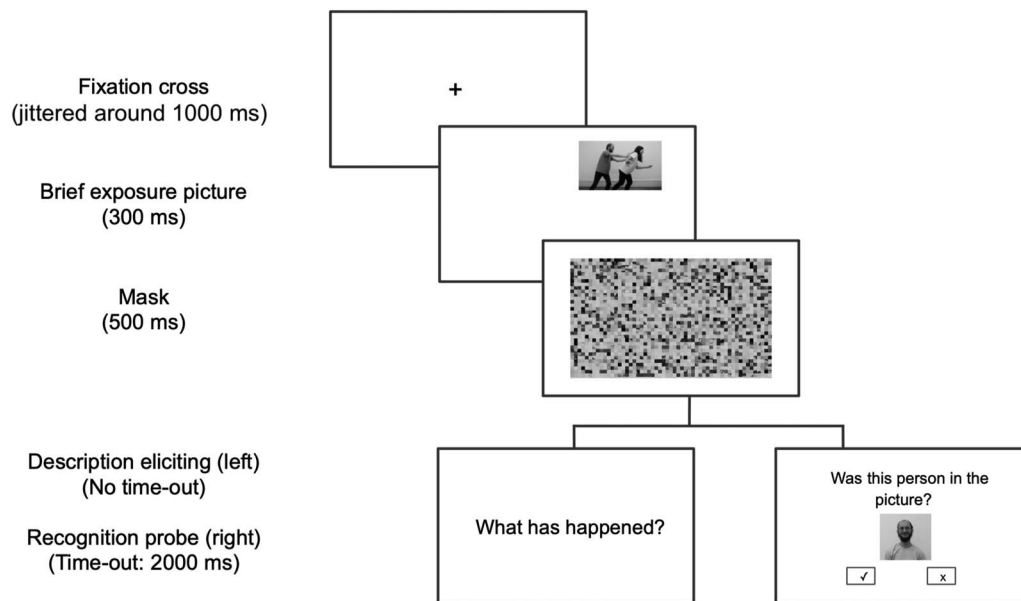 Fixation cross
(jittered around 1000 ms)
+
Brief exposure picture
(300 ms)
Mask
(500 ms)
Description eliciting (left)
(No time-out)
Recognition probe (right)
(Time-out: 2000 ms)
What has happened?
Was this person in the
picture?
✓ x